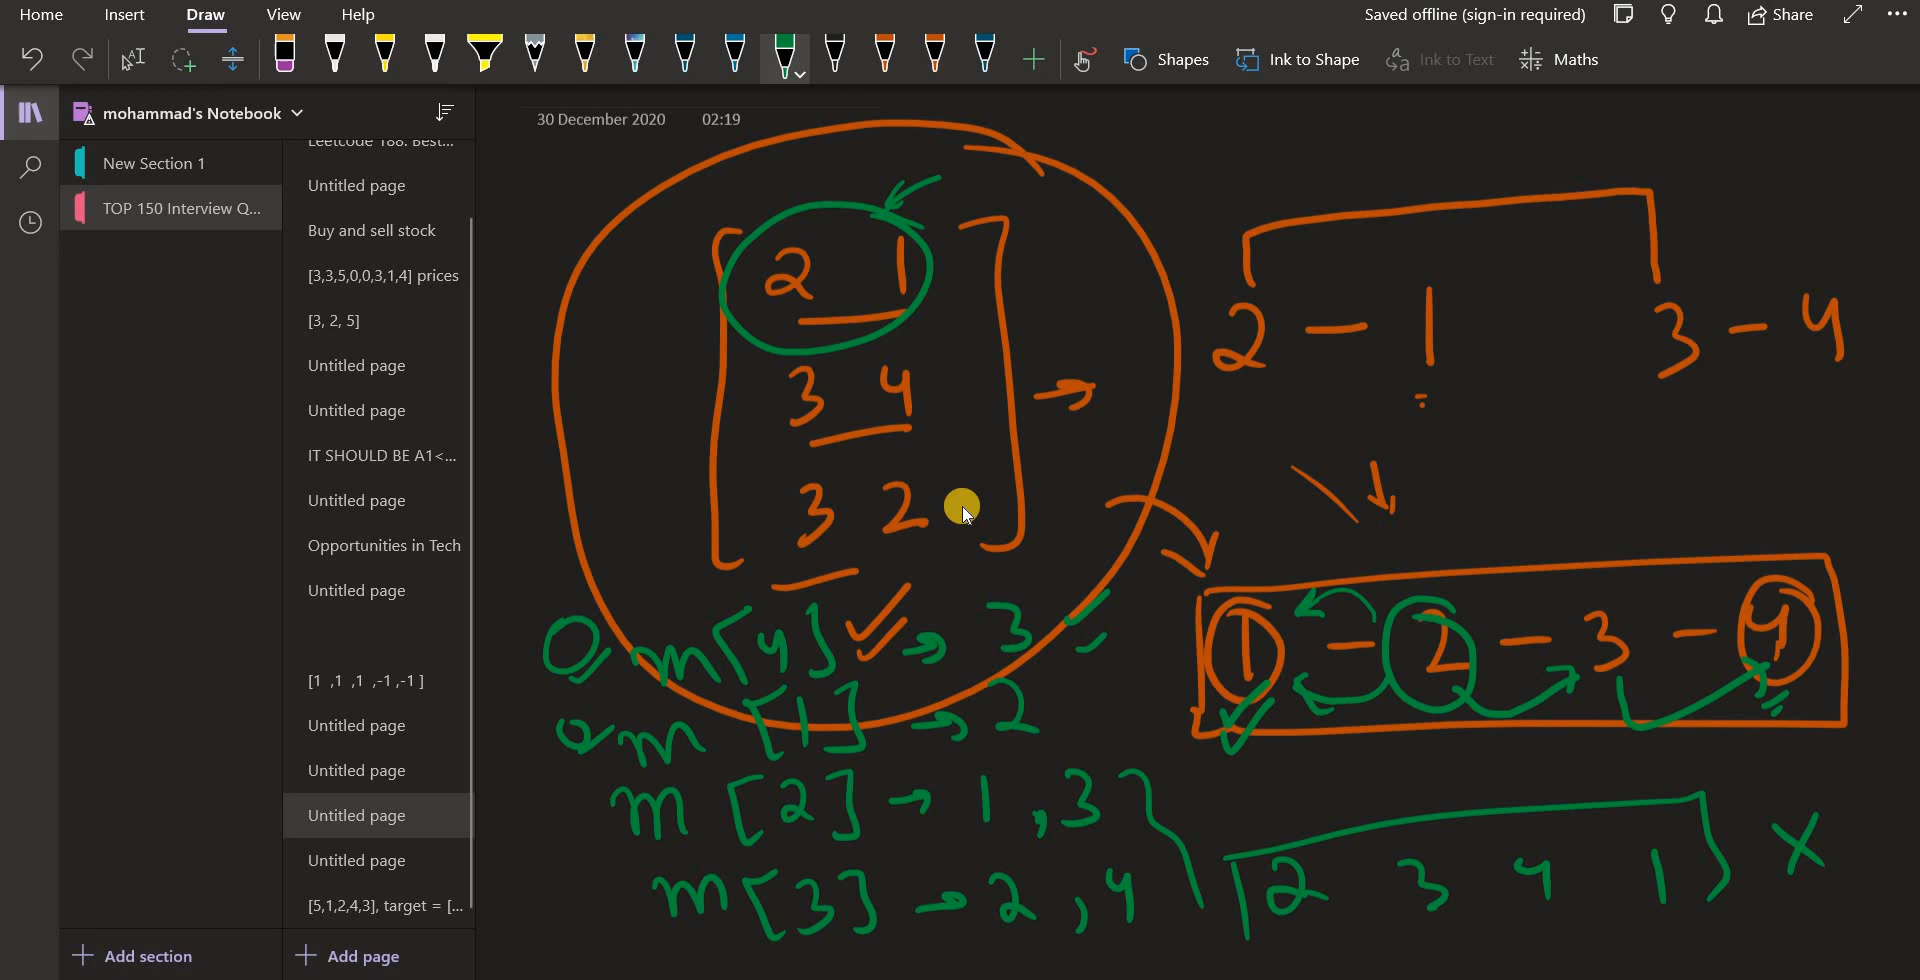 Home Insert Draw View Help
Saved offline (sign-in required) Share
Shapes Ink to Shape Ink to Text Maths
mohammad's Notebook
New Section 1
TOP 150 Interview Q...
Leetcode 188. Best...
Untitled page
Buy and sell stock
[3,3,5,0,0,3,1,4] prices
[3, 2, 5]
Untitled page
Untitled page
IT SHOULD BE A1<...
Untitled page
Opportunities in Tech
Untitled page
[1 ,1 ,1 ,-1 ,-1 ]
Untitled page
Untitled page
Untitled page
Untitled page
[5,1,2,4,3], target = [...
Add section
Add page
30 December 2020 02:19
2 1
3 4
3 2
2 - 1 3 - 4
1 - 2 - 3 - 4
m[4] → 3
m[1] → 2
m[2] → 1, 3
m[3] → 2, 4
[2 3 4 1] X